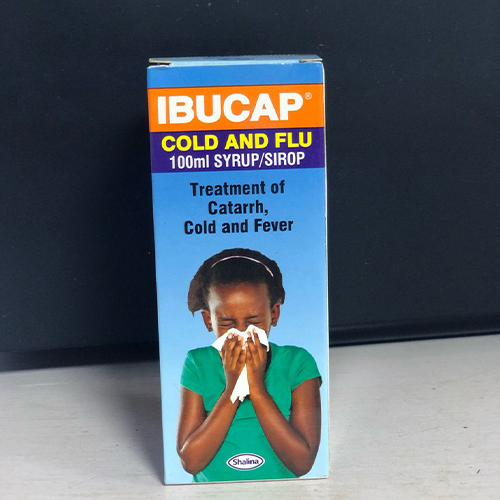 IBUCAP®
COLD AND FLU
100ml SYRUP/SIROP
Treatment of
Catarrh,
Cold and Fever
Shalina